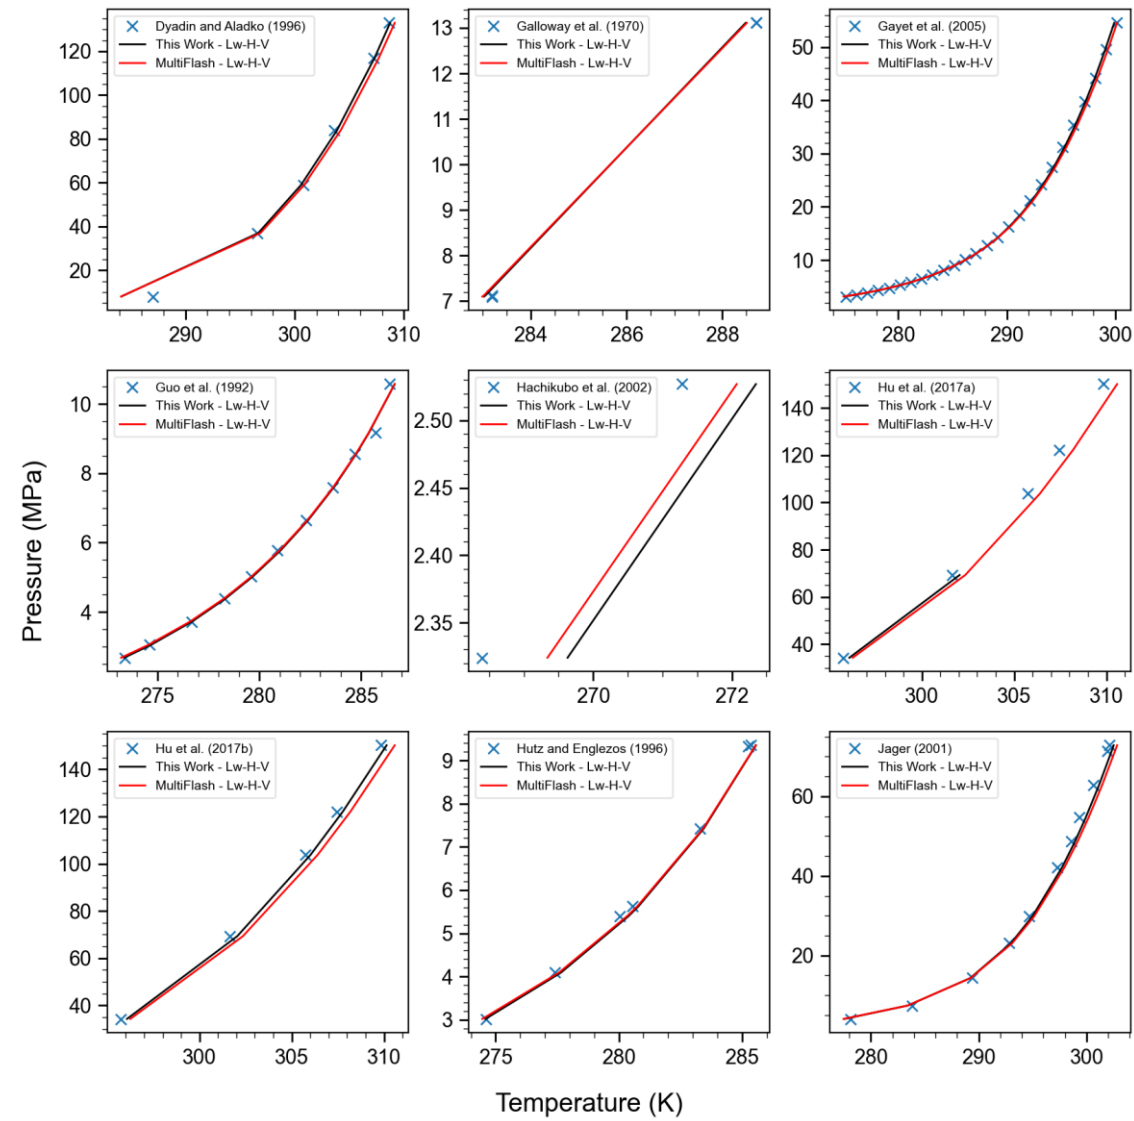 Dyadin and Aladko (1996)
This Work - Lw-H-V
MultiFlash - Lw-H-V
120
100
80
60
40
20
290 300 310
Galloway et al. (1970)
This Work - Lw-H-V
MultiFlash - Lw-H-V
13
12
11
10
9
8
7
284 286 288
Gayet et al. (2005)
This Work - Lw-H-V
MultiFlash - Lw-H-V
50
40
30
20
10
280 290 300
Guo et al. (1992)
This Work - Lw-H-V
MultiFlash - Lw-H-V
10
8
6
4
275 280 285
Hachikubo et al. (2002)
This Work - Lw-H-V
MultiFlash - Lw-H-V
2.50
2.45
2.40
2.35
270 272
Hu et al. (2017a)
This Work - Lw-H-V
MultiFlash - Lw-H-V
140
120
100
80
60
40
300 305 310
Hu et al. (2017b)
This Work - Lw-H-V
MultiFlash - Lw-H-V
140
120
100
80
60
40
300 305 310
Hutz and Englezos (1996)
This Work - Lw-H-V
MultiFlash - Lw-H-V
9
8
7
6
5
4
3
275 280 285
Jager (2001)
This Work - Lw-H-V
MultiFlash - Lw-H-V
60
40
20
280 290 300
Pressure (MPa)
Temperature (K)